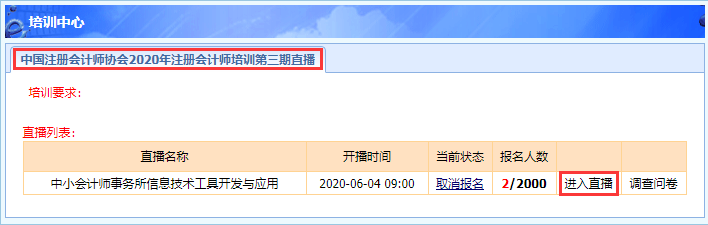 培训中心
中国注册会计师协会2020年注册会计师培训第三期直播
培训要求:
直播列表:
直播名称 开播时间 当前状态 报名人数
中小会计师事务所信息技术工具开发与应用 2020-06-04 09:00 取消报名 2/2000 进入直播 调查问卷